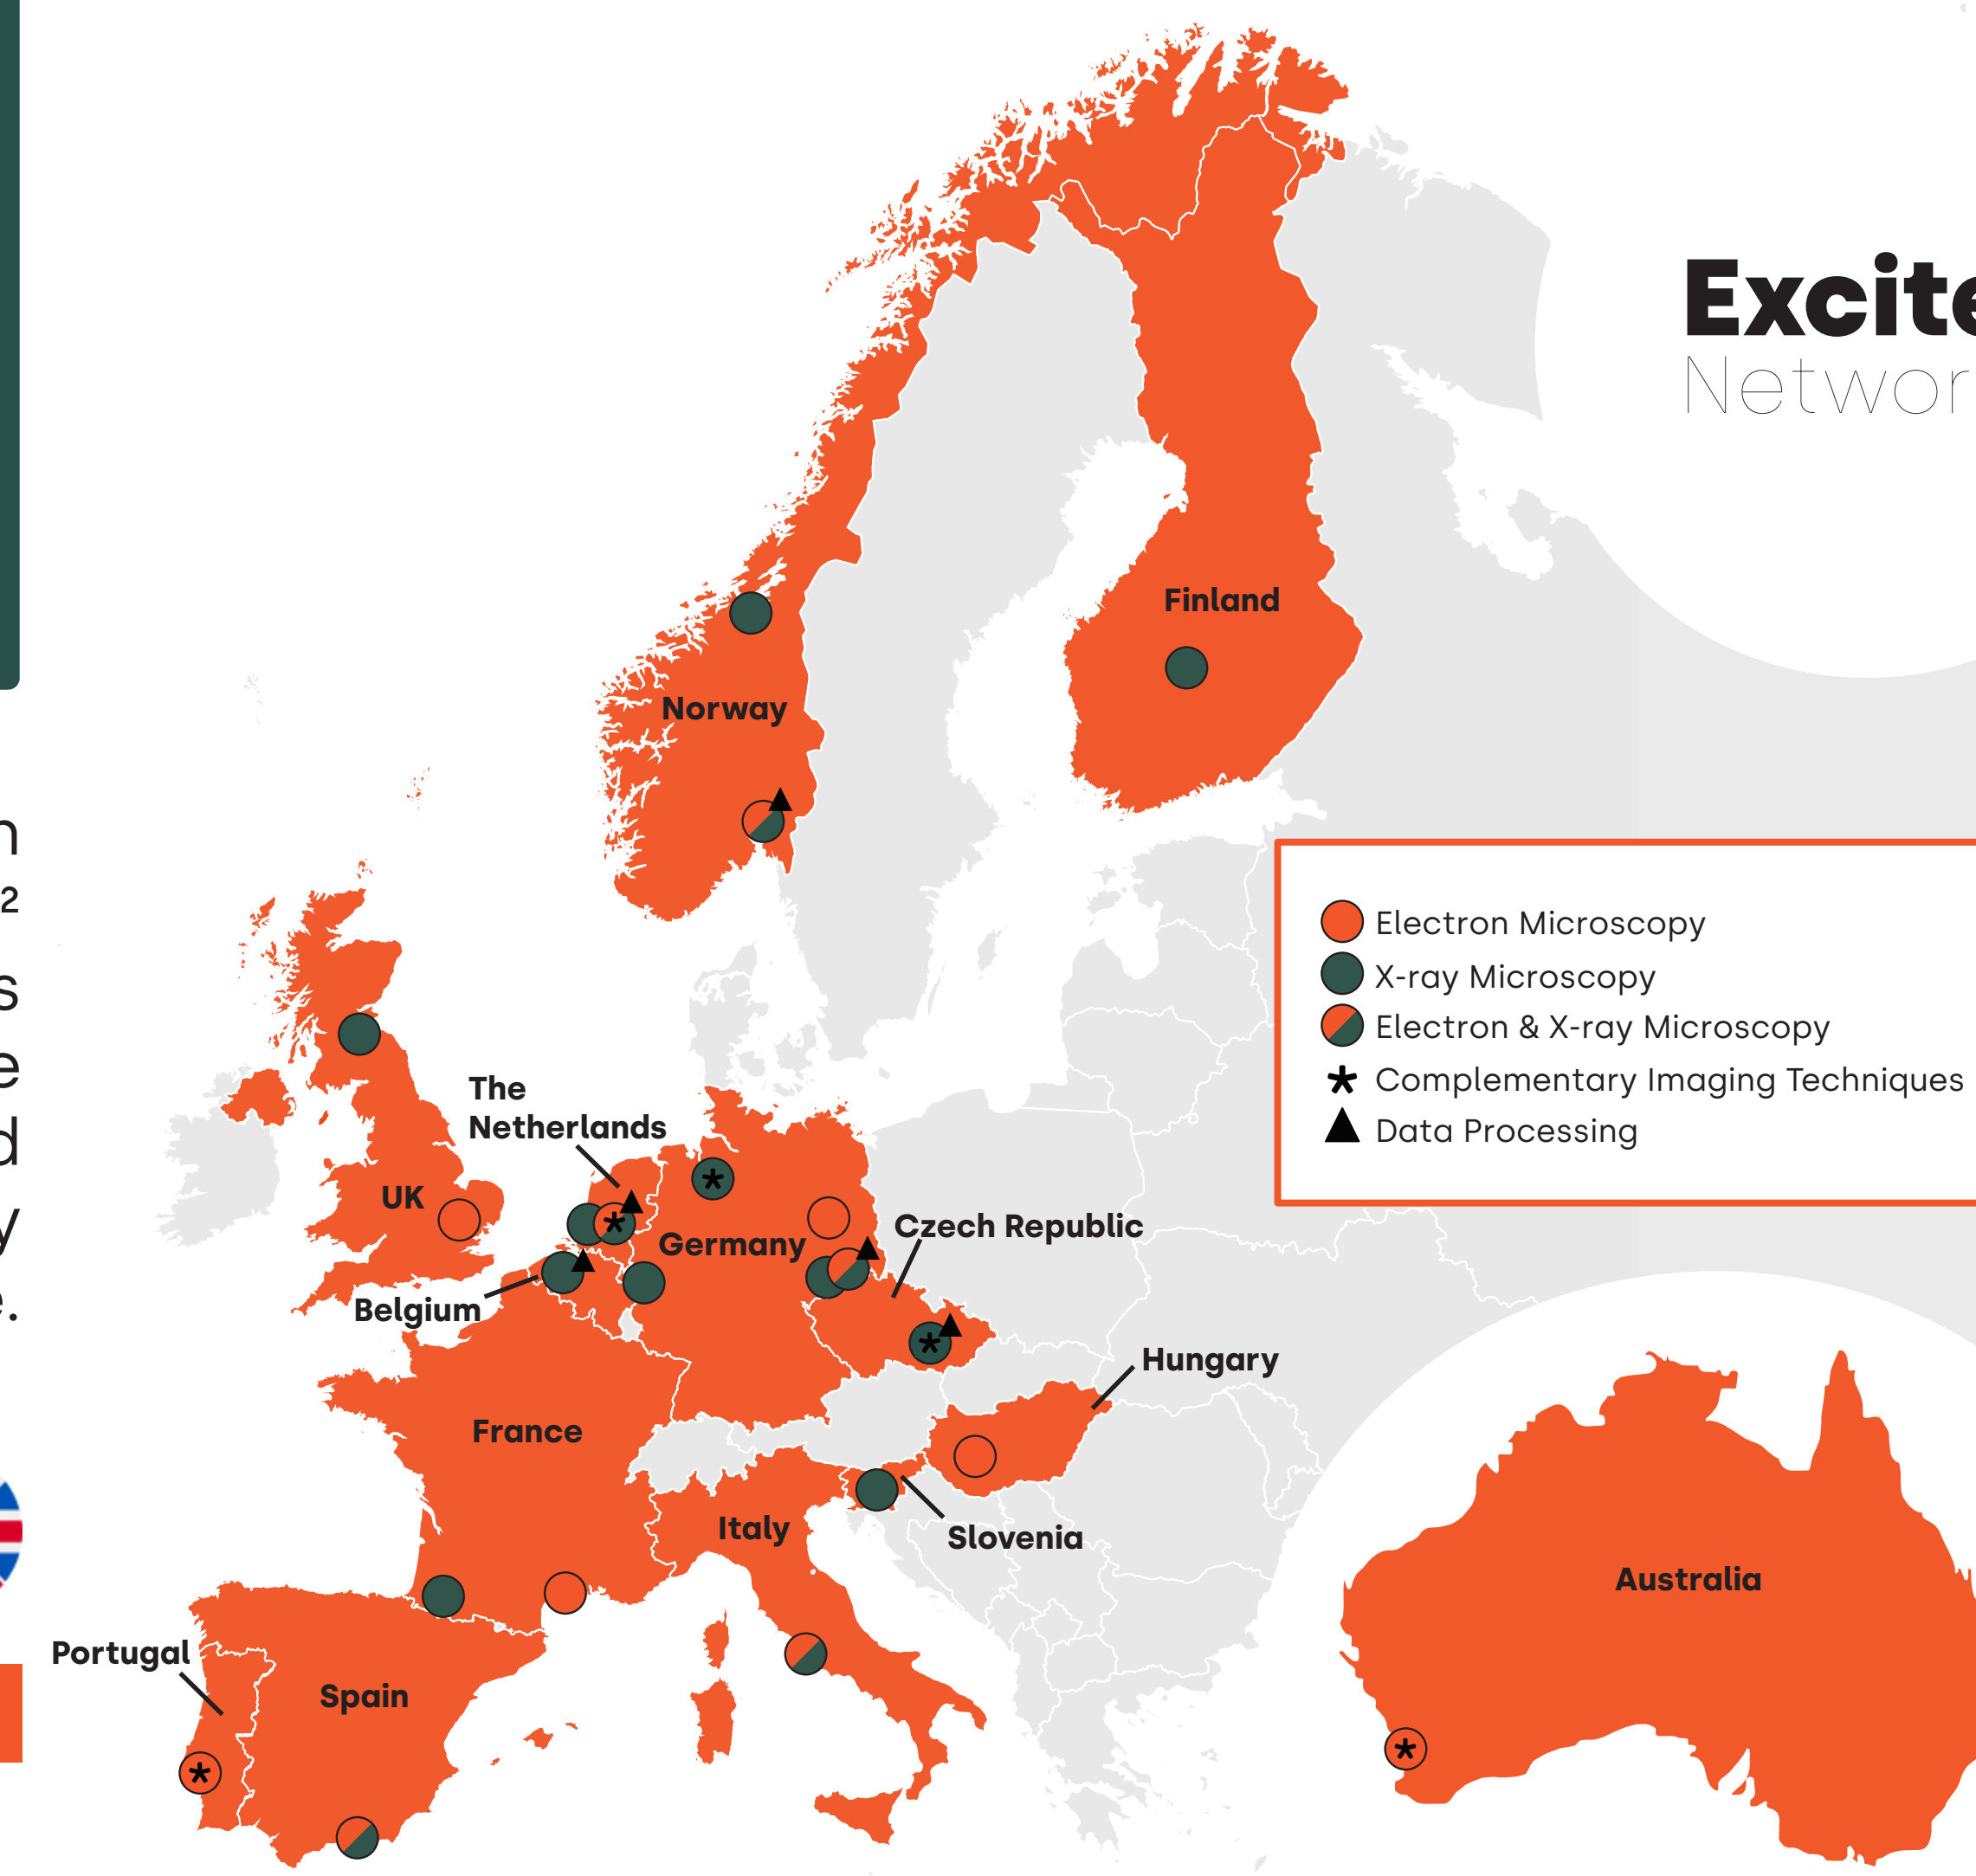 Excite
Networ
n
2
s
e
d
y
e.
Finland
Norway
Electron Microscopy
X-ray Microscopy
Electron & X-ray Microscopy
Complementary Imaging Techniques
Data Processing
The
Netherlands
UK
Germany
Czech Republic
Belgium
Hungary
France
Italy
Slovenia
Australia
Portugal
Spain